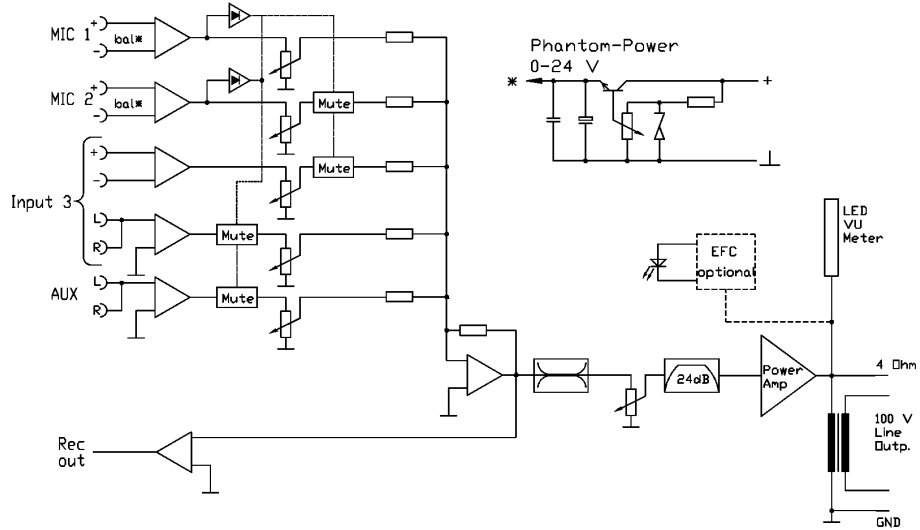 MIC 1
+
bal*
-
MIC 2
+
bal*
-
Mute
Input 3
+
-
Mute
L
R
Mute
AUX
L
R
Mute
Phantom-Power
0-24 V
*
+
LED
VU
Meter
EFC
optional
24dB
Power
Amp
4 Ohm
100 V
Line
Outp.
GND
Rec
out